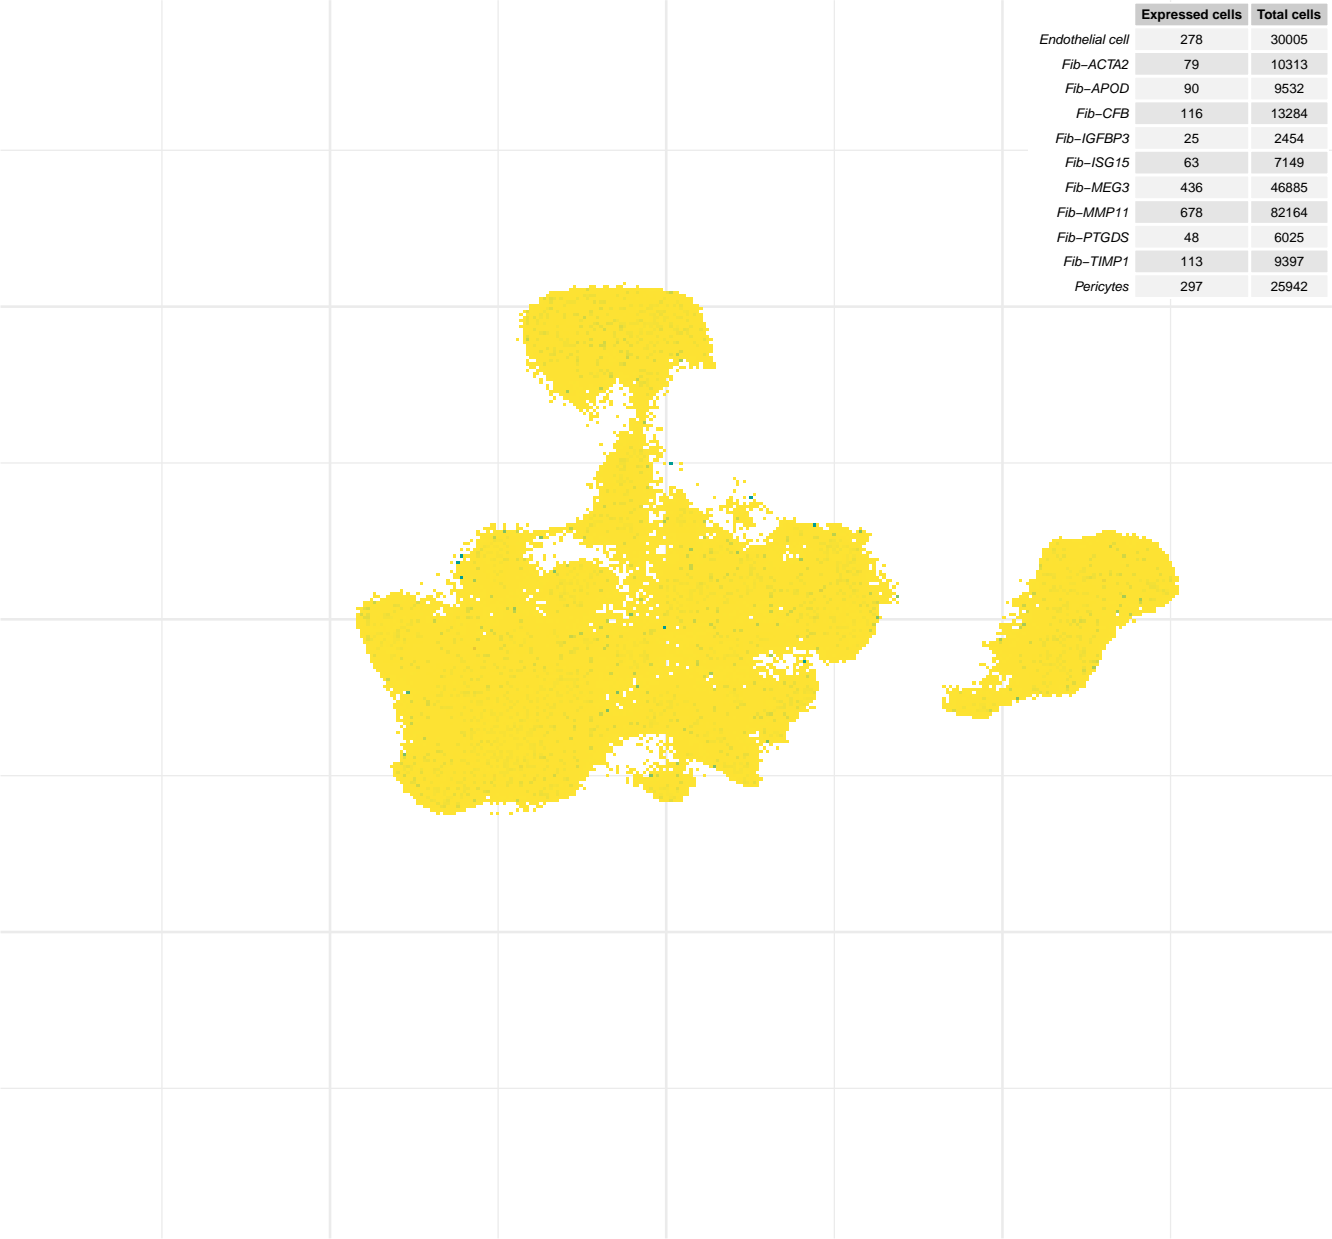 Expressed cells Total cells
Endothelial cell 278 30005
Fib−ACTA2 79 10313
Fib−APOD 90 9532
Fib−CFB 116 13284
Fib−IGFBP3 25 2454
Fib−ISG15 63 7149
Fib−MEG3 436 46885
Fib−MMP11 678 82164
Fib−PTGDS 48 6025
Fib−TIMP1 113 9397
Pericytes 297 25942